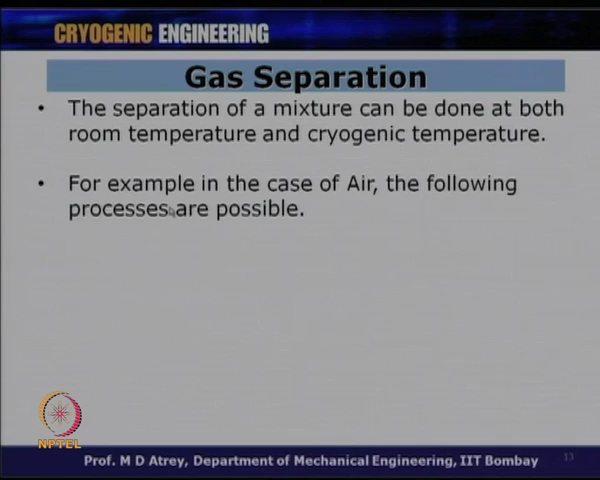 CRYOGENIC ENGINEERING
Gas Separation
• The separation of a mixture can be done at both
room temperature and cryogenic temperature.
• For example in the case of Air, the following
processes are possible.
NPTEL
Prof. M D Atrey, Department of Mechanical Engineering, IIT Bombay 13